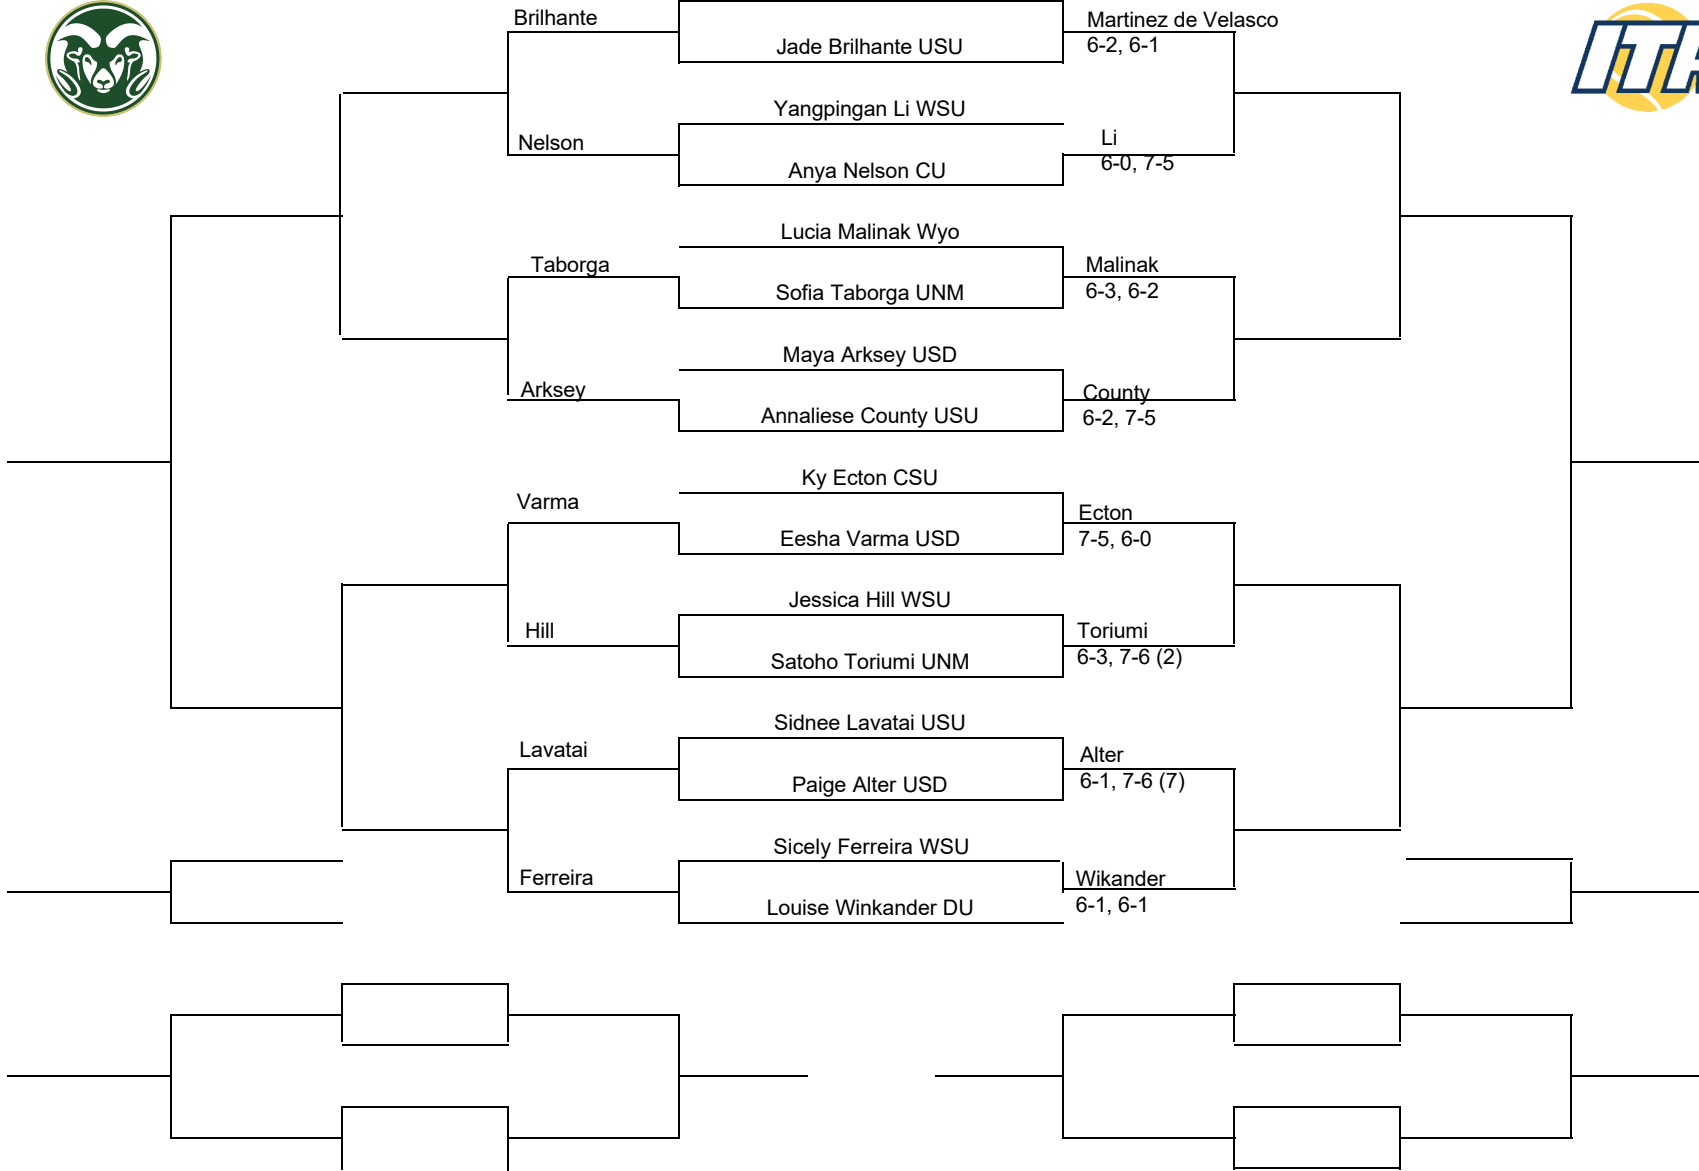 Brilhante
Martinez de Velasco
Jade Brilhante USU
6-2, 6-1
Yangpingan Li WSU
Nelson
Li
Anya Nelson CU
6-0, 7-5
Lucia Malinak Wyo
Taborga
Malinak
Sofia Taborga UNM
6-3, 6-2
Maya Arksey USD
Arksey
County
Annaliese County USU
6-2, 7-5
Ky Ecton CSU
Varma
Ecton
Eesha Varma USD
7-5, 6-0
Jessica Hill WSU
Hill
Toriumi
Satoho Toriumi UNM
6-3, 7-6 (2)
Sidnee Lavatai USU
Lavatai
Alter
Paige Alter USD
6-1, 7-6 (7)
Sicely Ferreira WSU
Ferreira
Wikander
Louise Winkander DU
6-1, 6-1